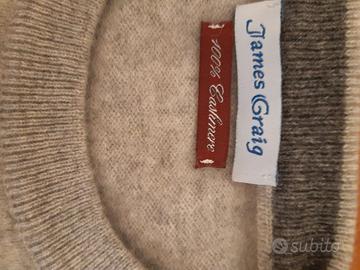 James Graig
100% Cashmere
subito